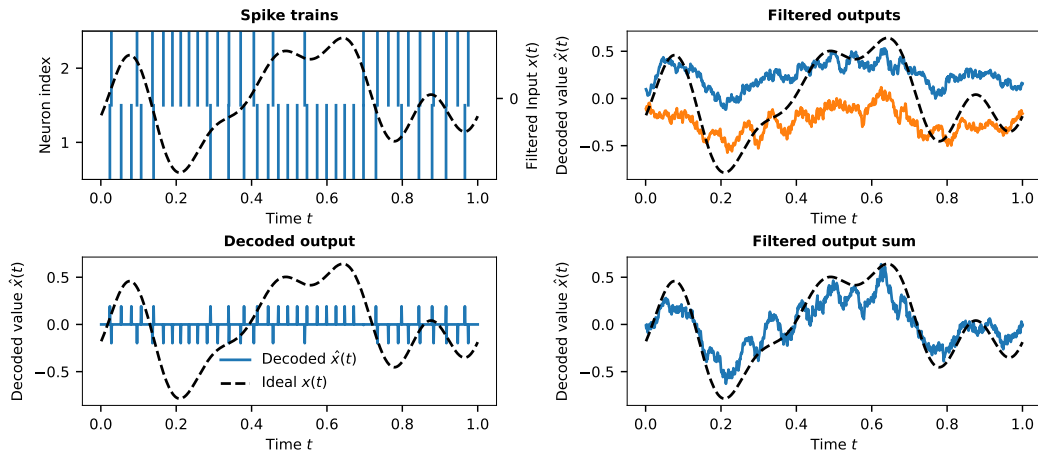 Spike trains
Neuron index
2
1
Filtered Input x(t)
0
0.0 0.2 0.4 0.6 0.8 1.0
Time t
Filtered outputs
Decoded value x̂(t)
0.5
0.0
−0.5
0.0 0.2 0.4 0.6 0.8 1.0
Time t
Decoded output
Decoded value x̂(t)
0.5
0.0
−0.5
Decoded x̂(t)
Ideal x(t)
0.0 0.2 0.4 0.6 0.8 1.0
Time t
Filtered output sum
Decoded value x̂(t)
0.5
0.0
−0.5
0.0 0.2 0.4 0.6 0.8 1.0
Time t